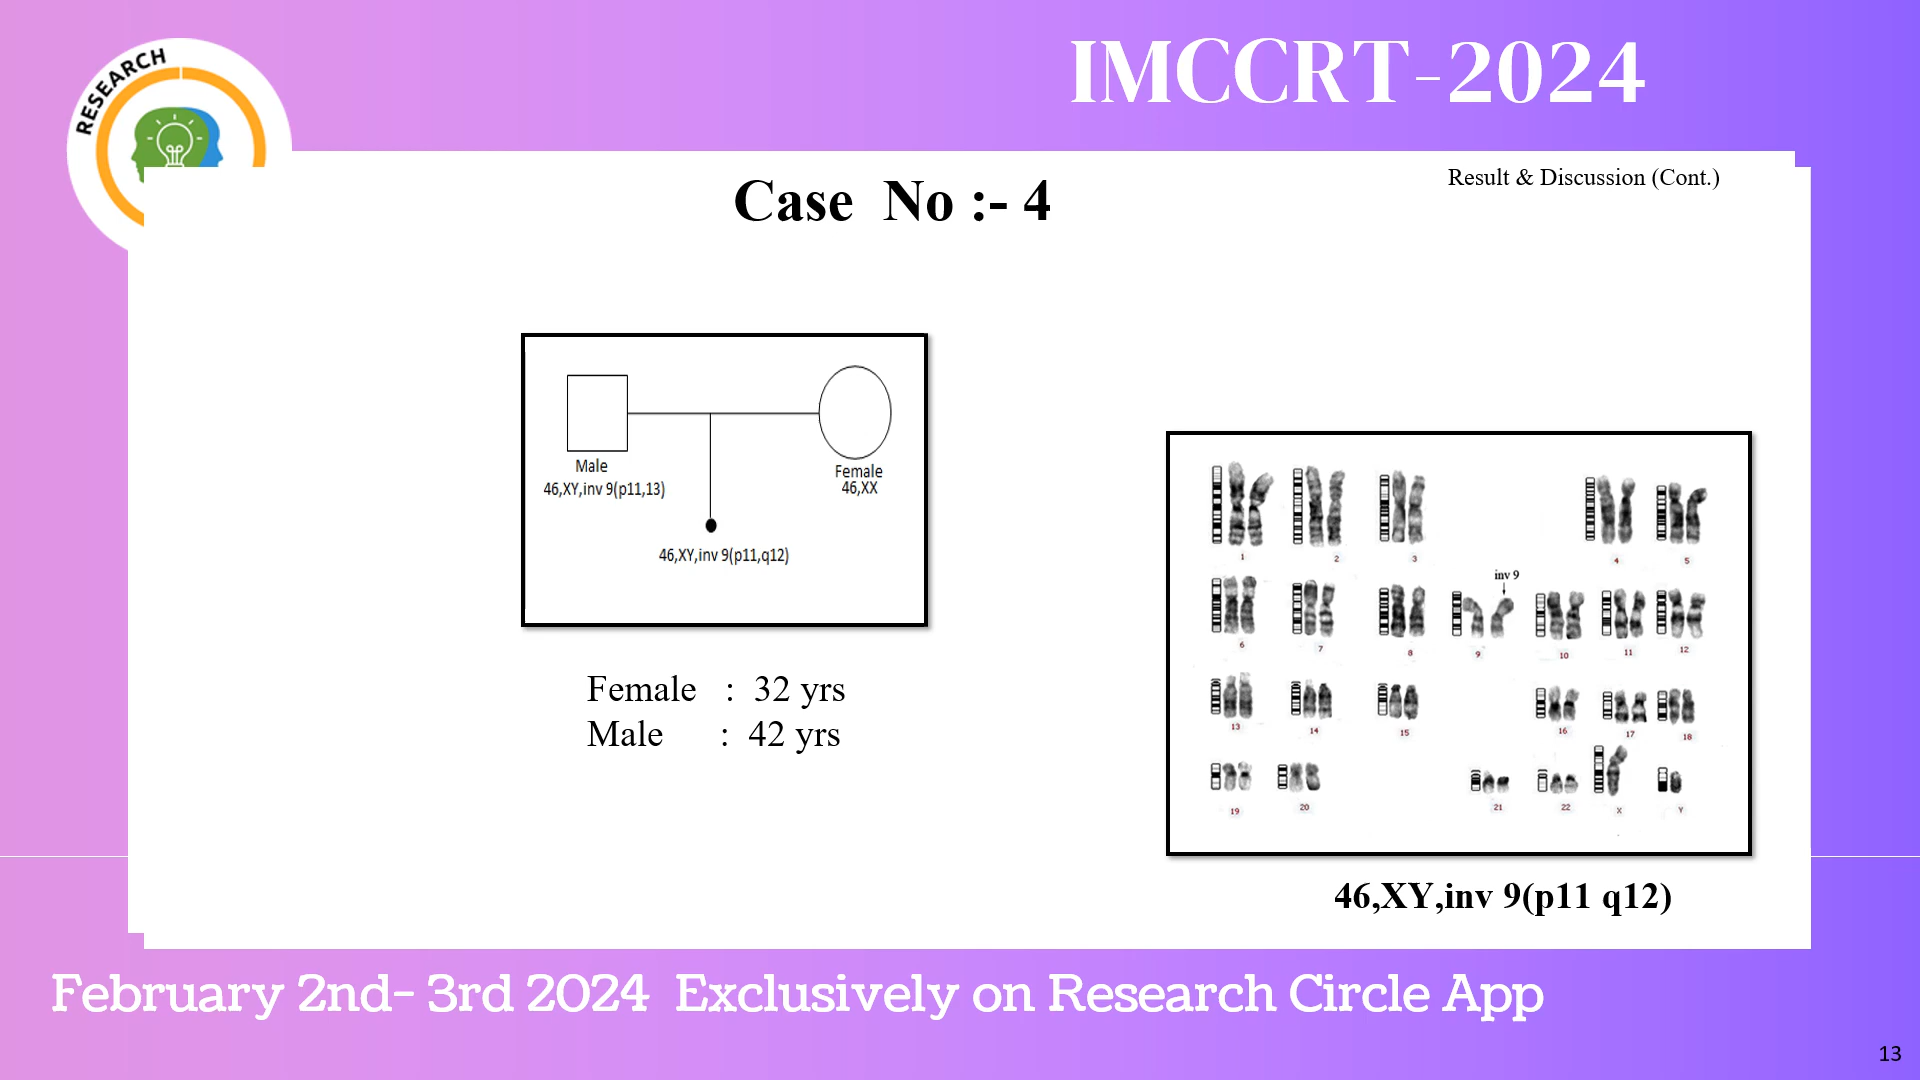 RESEARCH
IMCCRT-2024
Result & Discussion (Cont.)
Case No :- 4
Male
46,XY,inv 9(p11,13)
Female
46,XX
46,XY,inv 9(p11,q12)
Female : 32 yrs
Male : 42 yrs
1 2 3 4 5
inv 9
6 7 8 9 10 11 12
13 14 15 16 17 18
19 20 21 22 X Y
46,XY,inv 9(p11 q12)
February 2nd- 3rd 2024 Exclusively on Research Circle App
13